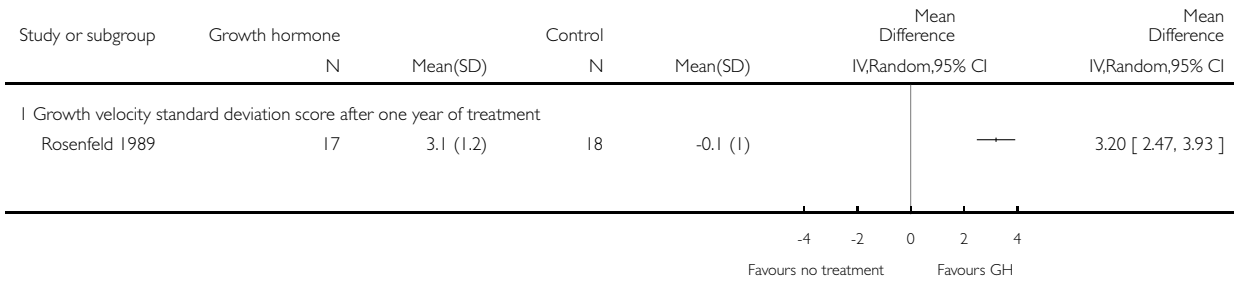 Study or subgroup Growth hormone Control Mean Difference Mean Difference
N Mean(SD) N Mean(SD) IV,Random,95% CI IV,Random,95% CI
1 Growth velocity standard deviation score after one year of treatment
Rosenfeld 1989 17 3.1 (1.2) 18 -0.1 (1) 3.20 [ 2.47, 3.93 ]
-4 -2 0 2 4
Favours no treatment Favours GH